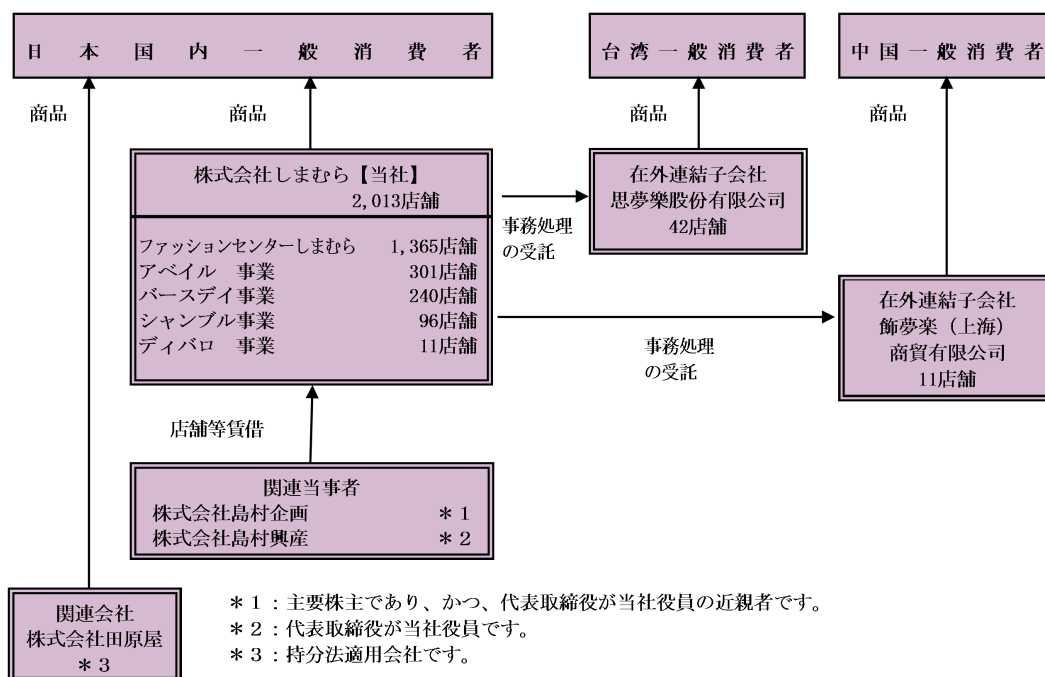 日本国内一般消費者
台湾一般消費者
中国一般消費者
商品
商品
商品
商品
株式会社しまむら【当社】
2,013店舗
ファッションセンターしまむら 1,365店舗
アベイル 事業 301店舗
バースデイ事業 240店舗
シャンブル事業 96店舗
ディバロ 事業 11店舗
事務処理
の受託
在外連結子会社
思夢樂股份有限公司
42店舗
事務処理
の受託
在外連結子会社
飾夢楽(上海)
商貿有限公司
11店舗
店舗等賃借
関連当事者
株式会社島村企画 *1
株式会社島村興産 *2
関連会社
株式会社田原屋
*3
*1:主要株主であり、かつ、代表取締役が当社役員の近親者です。
*2:代表取締役が当社役員です。
*3:持分法適用会社です。